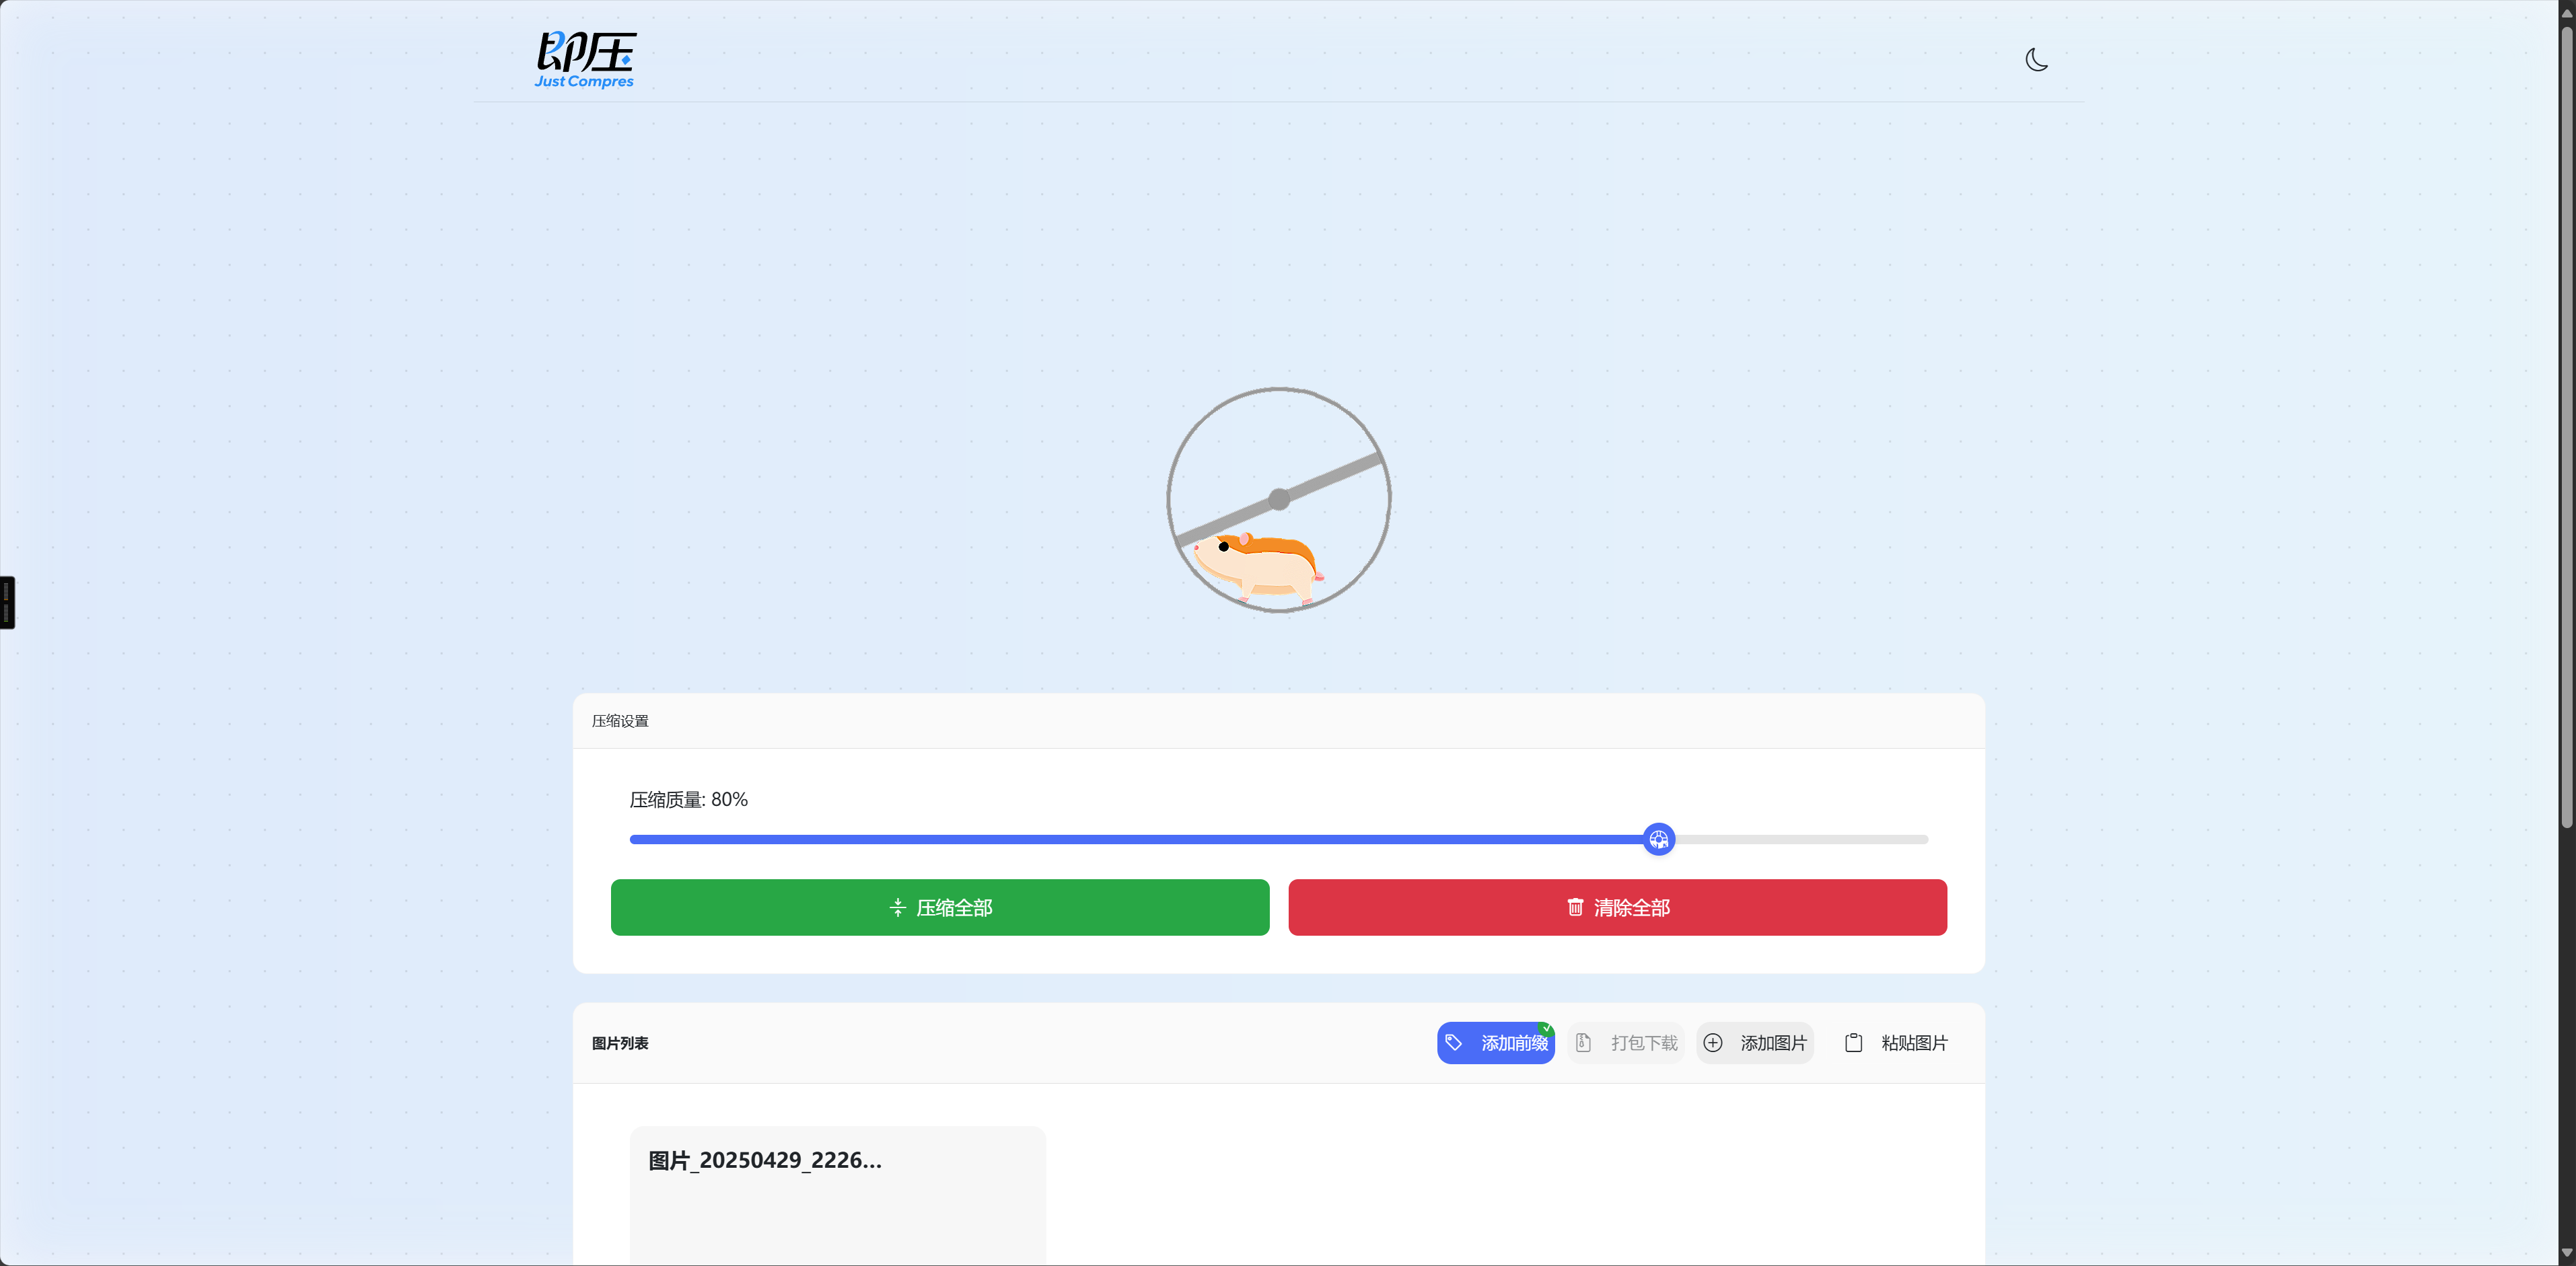 即压
Just Compres
压缩设置
压缩质量: 80%
压缩全部
清除全部
图片列表
添加前缀
打包下载
添加图片
粘贴图片
图片_20250429_2226...